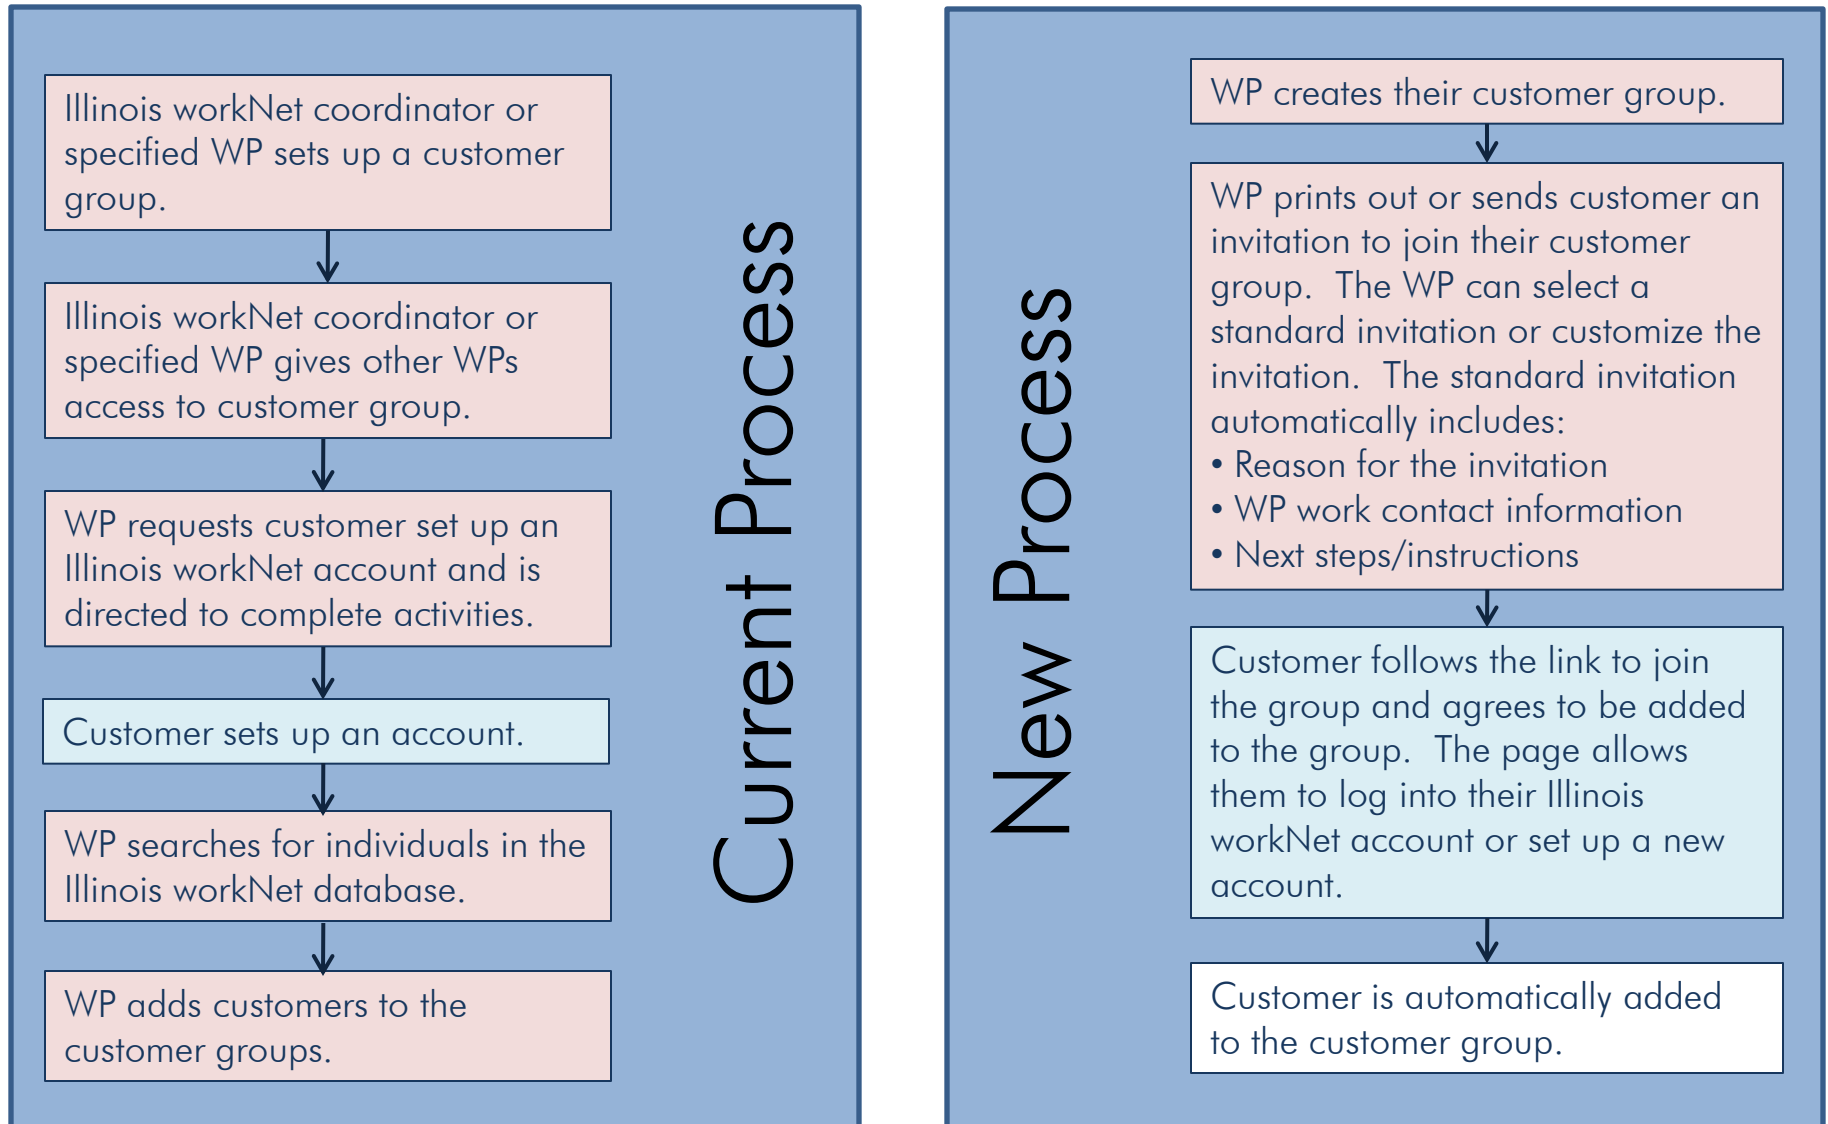 Illinois workNet coordinator or
specified WP sets up a customer
group.
Illinois workNet coordinator or
specified WP gives other WPs
access to customer group.
WP requests customer set up an
Illinois workNet account and is
directed to complete activities.
Customer sets up an account.
WP searches for individuals in the
Illinois workNet database.
WP adds customers to the
customer groups.
Current Process
New Process
WP creates their customer group.
WP prints out or sends customer an
invitation to join their customer
group.  The WP can select a
standard invitation or customize the
invitation.  The standard invitation
automatically includes:
• Reason for the invitation
• WP work contact information
• Next steps/instructions
Customer follows the link to join
the group and agrees to be added
to the group.  The page allows
them to log into their Illinois
workNet account or set up a new
account.
Customer is automatically added
to the customer group.